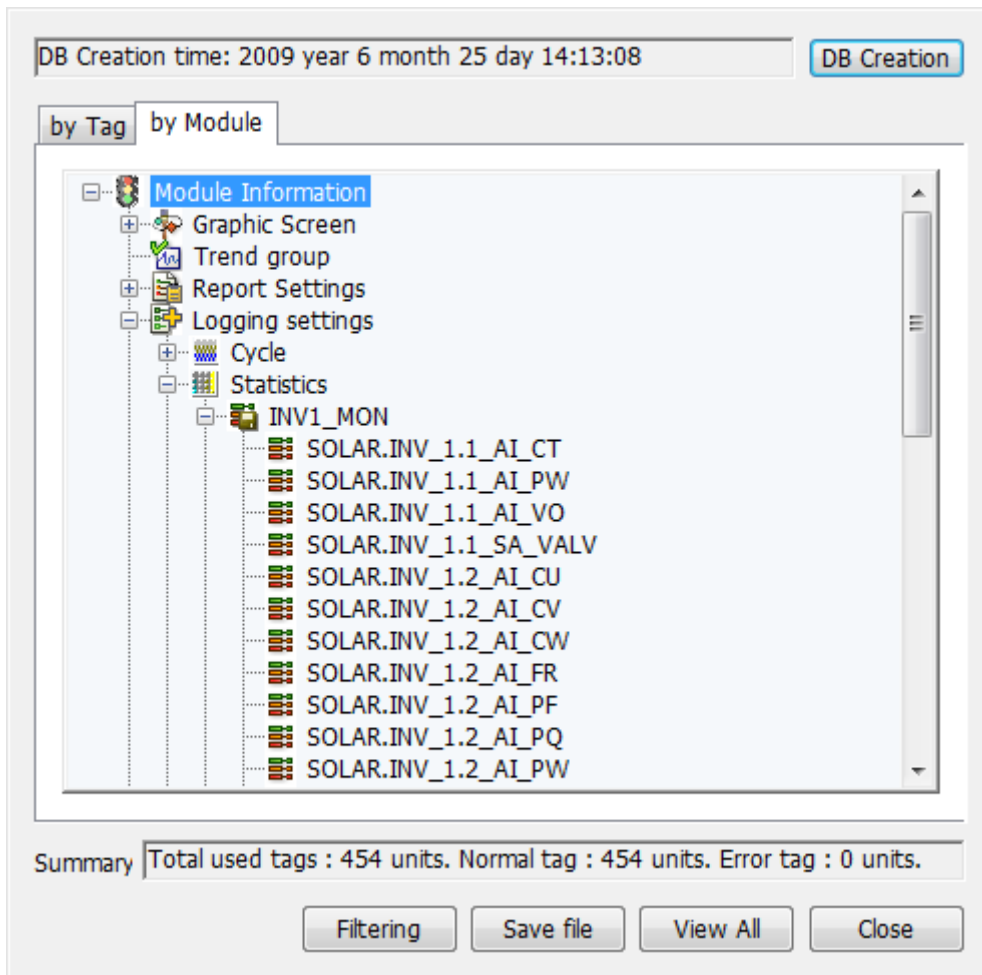 DB Creation time: 2009 year 6 month 25 day 14:13:08 DB Creation
by Tag by Module
Module Information
Graphic Screen
Trend group
Report Settings
Logging settings
Cycle
Statistics
INV1_MON
SOLAR.INV_1.1_AI_CT
SOLAR.INV_1.1_AI_PW
SOLAR.INV_1.1_AI_VO
SOLAR.INV_1.1_SA_VALV
SOLAR.INV_1.2_AI_CU
SOLAR.INV_1.2_AI_CV
SOLAR.INV_1.2_AI_CW
SOLAR.INV_1.2_AI_FR
SOLAR.INV_1.2_AI_PF
SOLAR.INV_1.2_AI_PQ
SOLAR.INV_1.2_AI_PW
Summary Total used tags : 454 units. Normal tag : 454 units. Error tag : 0 units.
Filtering Save file View All Close